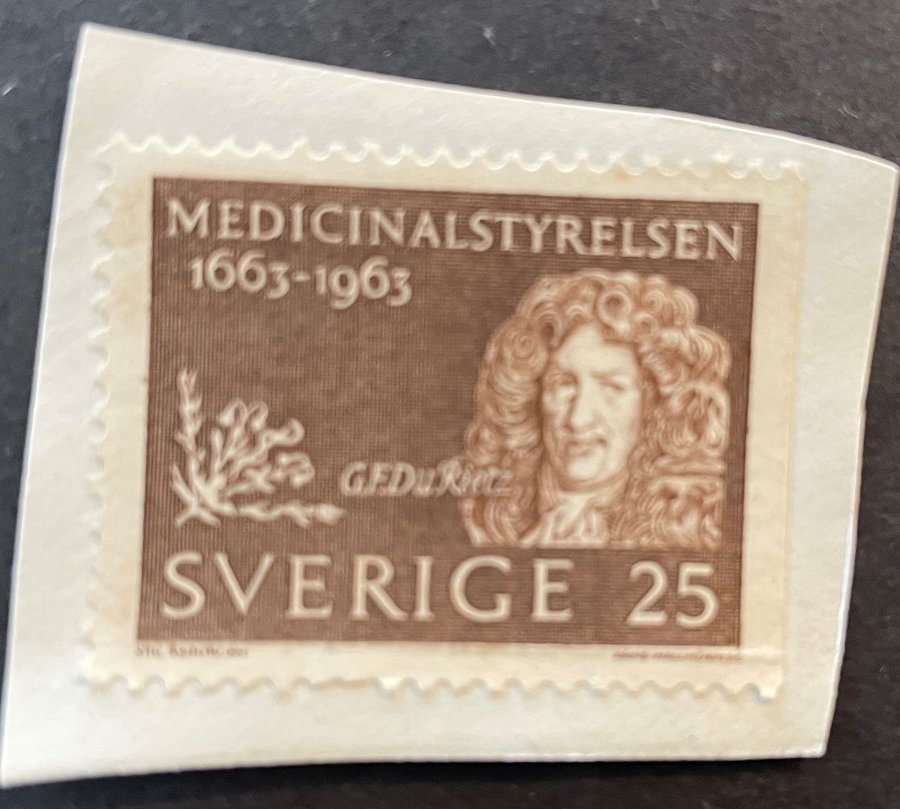 MEDICINALSTYRELSEN
1663-1963
G.F.Du Rietz
SVERIGE 25